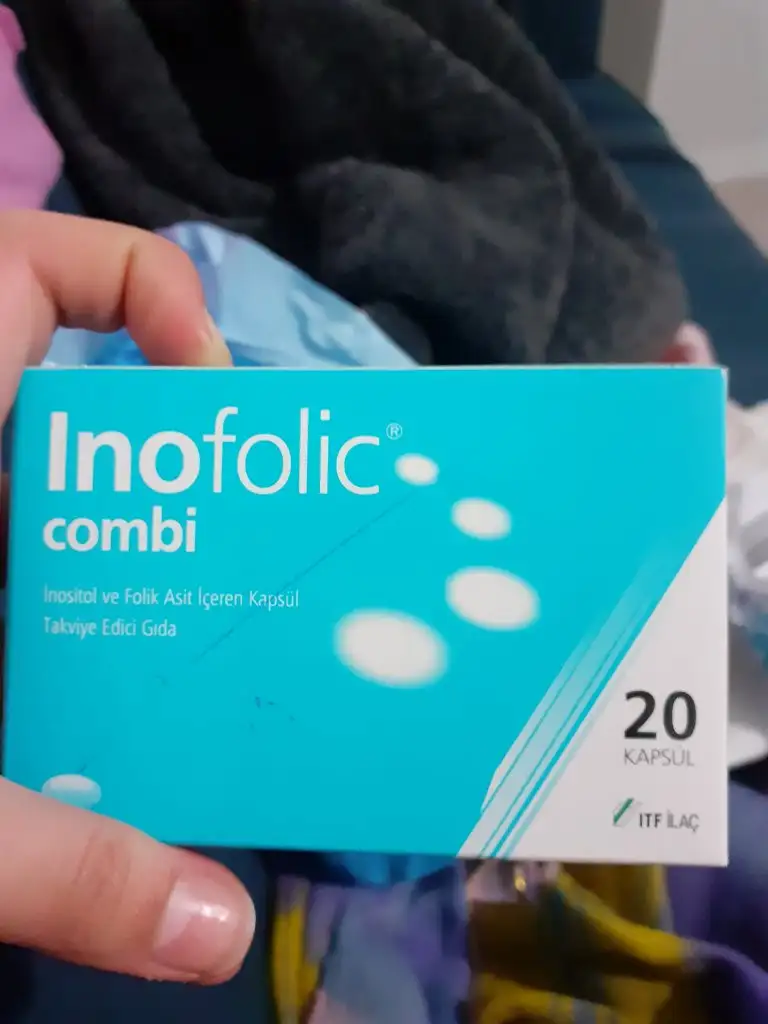 Inofolic®
combi
İnositol ve Folik Asit İçeren Kapsül
Takviye Edici Gıda
20
KAPSÜL
ITF İLAÇ